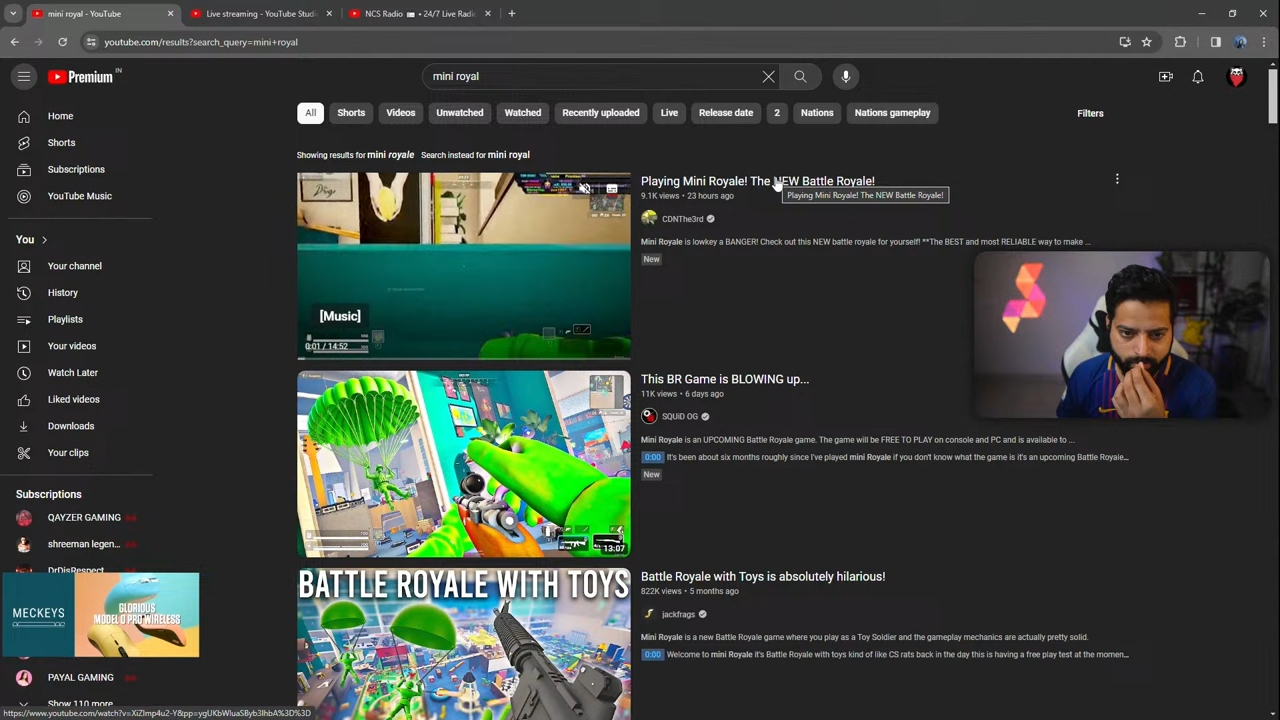 mini royal - YouTube
Live streaming - YouTube Studio
NCS Radio
24/7 Live Radio
youtube.com/results?search_query=mini+royal
Premium IN
mini royal
Home
Shorts
Subscriptions
YouTube Music
You
Your channel
History
Playlists
Your videos
Watch Later
Liked videos
Downloads
Your clips
Subscriptions
QAYZER GAMING
shreeman legen...
DrDisRespect
MECKEYS
GLORIOUS
MODEL O PRO WIRELESS
PAYAL GAMING
Show 110 more
All
Shorts
Videos
Unwatched
Watched
Recently uploaded
Live
Release date
2
Nations
Nations gameplay
Filters
Showing results for mini royale
Search instead for mini royal
[Music]
0:01 / 14:52
Playing Mini Royale! The NEW Battle Royale!
9.1K views • 23 hours ago
Playing Mini Royale! The NEW Battle Royale!
CDNThe3rd
Mini Royale is lowkey a BANGER! Check out this NEW battle royale for yourself! **The BEST and most RELIABLE way to make ...
New
13:07
This BR Game is BLOWING up...
11K views • 6 days ago
SQUiD OG
Mini Royale is an UPCOMING Battle Royale game. The game will be FREE TO PLAY on console and PC and is available to ...
0:00 It's been about six months roughly since I've played mini Royale if you don't know what the game is it's an upcoming Battle Royale...
New
BATTLE ROYALE WITH TOYS
Battle Royale with Toys is absolutely hilarious!
822K views • 5 months ago
jackfrags
Mini Royale is a new Battle Royale game where you play as a Toy Soldier and the gameplay mechanics are actually pretty solid.
0:00 Welcome to mini Royale it's Battle Royale with toys kind of like CS rats back in the day this is having a free play test at the momen...